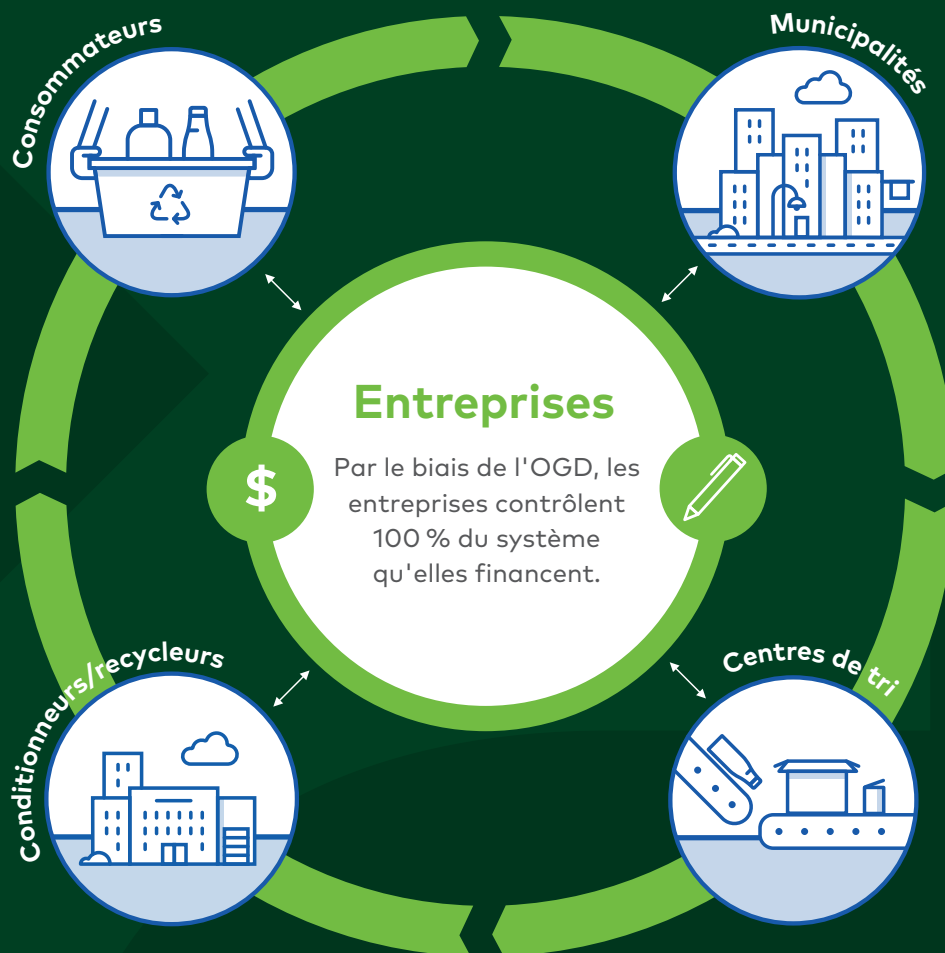 Consommateurs
Municipalités
Entreprises
$
Par le biais de l'OGD, les
entreprises contrôlent
100 % du système
qu'elles financent.
Conditionneurs/recycleurs
Centres de tri